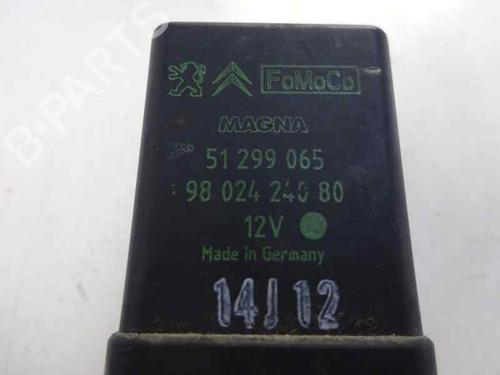 FoMoCo
MAGNA
51 299 065
98 024 240 80
12V
Made in Germany
14J12
B-PARTS